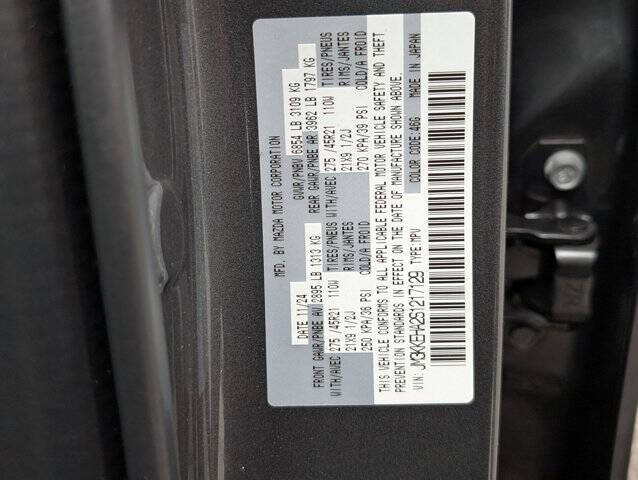 MFD. BY MAZDA MOTOR CORPORATION
DATE 11/24 GVWR/PNBV 6854 LB 3109 KG
FRONT GAWR/PNBE AV 2895 LB 1313 KG REAR GAWR/PNBE AR 3962 LB 1797 KG
WITH/AVEC 275 /45R21 110W TIRES/PNEUS WITH/AVEC 275 /45R21 110W TIRES/PNEUS
21X9 1/2J RIMS/JANTES 21X9 1/2J RIMS/JANTES
250 KPA/36 PSI COLD/A FROID 270 KPA/39 PSI COLD/A FROID
THIS VEHICLE CONFORMS TO ALL APPLICABLE FEDERAL MOTOR VEHICLE SAFETY AND THEFT
PREVENTION STANDARDS IN EFFECT ON THE DATE OF MANUFACTURE SHOWN ABOVE.
VIN: JM3KKEHA2S1217129 TYPE:MPV COLOR CODE:46G MADE IN JAPAN